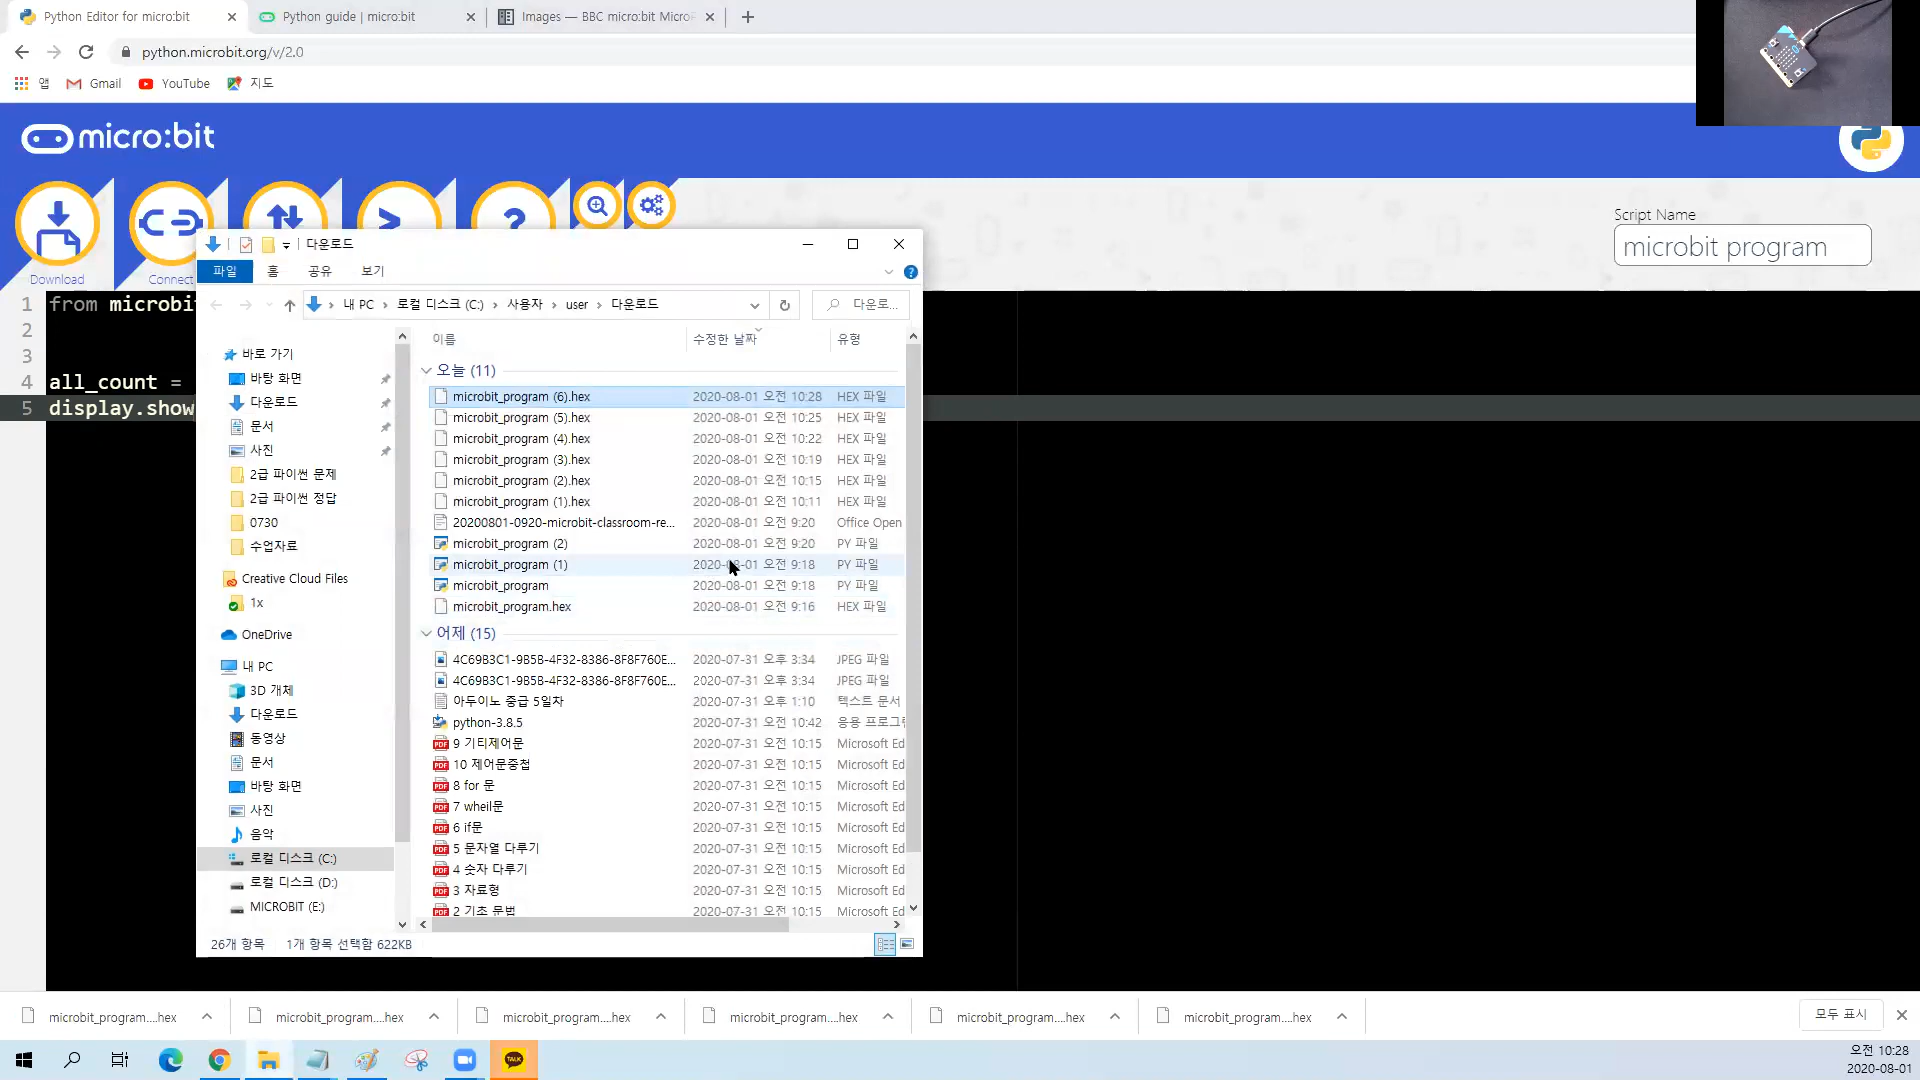 Python Editor for micro:bit
Python guide | micro:bit
Images — BBC micro:bit Micro
python.microbit.org/v/2.0
앱
Gmail
YouTube
지도
micro:bit
Download
Connect
Script Name
microbit program
1 from microbi
2
3
4 all_count =
5 display.show
다운로드
파일 홈 공유 보기
내 PC 로컬 디스크 (C:) 사용자 user 다운로드
다운로...
바로 가기
바탕 화면
다운로드
문서
사진
2급 파이썬 문제
2급 파이썬 정답
0730
수업자료
Creative Cloud Files
1x
OneDrive
내 PC
3D 개체
다운로드
동영상
문서
바탕 화면
사진
음악
로컬 디스크 (C:)
로컬 디스크 (D:)
MICROBIT (E:)
이름 수정한 날짜 유형
오늘 (11)
microbit_program (6).hex 2020-08-01 오전 10:28 HEX 파일
microbit_program (5).hex 2020-08-01 오전 10:25 HEX 파일
microbit_program (4).hex 2020-08-01 오전 10:22 HEX 파일
microbit_program (3).hex 2020-08-01 오전 10:19 HEX 파일
microbit_program (2).hex 2020-08-01 오전 10:15 HEX 파일
microbit_program (1).hex 2020-08-01 오전 10:11 HEX 파일
20200801-0920-microbit-classroom-re... 2020-08-01 오전 9:20 Office Open
microbit_program (2) 2020-08-01 오전 9:20 PY 파일
microbit_program (1) 2020-08-01 오전 9:18 PY 파일
microbit_program 2020-08-01 오전 9:18 PY 파일
microbit_program.hex 2020-08-01 오전 9:16 HEX 파일
어제 (15)
4C69B3C1-9B5B-4F32-8386-8F8F760E... 2020-07-31 오후 3:34 JPEG 파일
4C69B3C1-9B5B-4F32-8386-8F8F760E... 2020-07-31 오후 3:34 JPEG 파일
아두이노 중급 5일차 2020-07-31 오후 1:10 텍스트 문서
python-3.8.5 2020-07-31 오전 10:42 응용 프로그
9 기티제어문 2020-07-31 오전 10:15 Microsoft Ed
10 제어문중첩 2020-07-31 오전 10:15 Microsoft Ed
8 for 문 2020-07-31 오전 10:15 Microsoft Ed
7 wheil문 2020-07-31 오전 10:15 Microsoft Ed
6 if문 2020-07-31 오전 10:15 Microsoft Ed
5 문자열 다루기 2020-07-31 오전 10:15 Microsoft Ed
4 숫자 다루기 2020-07-31 오전 10:15 Microsoft Ed
3 자료형 2020-07-31 오전 10:15 Microsoft Ed
2 기초 문법 2020-07-31 오전 10:15 Microsoft Ed
26개 항목 1개 항목 선택함 622KB
microbit_program....hex microbit_program....hex microbit_program....hex microbit_program....hex microbit_program....hex microbit_program....hex 모두 표시
TALK
오전 10:28
2020-08-01